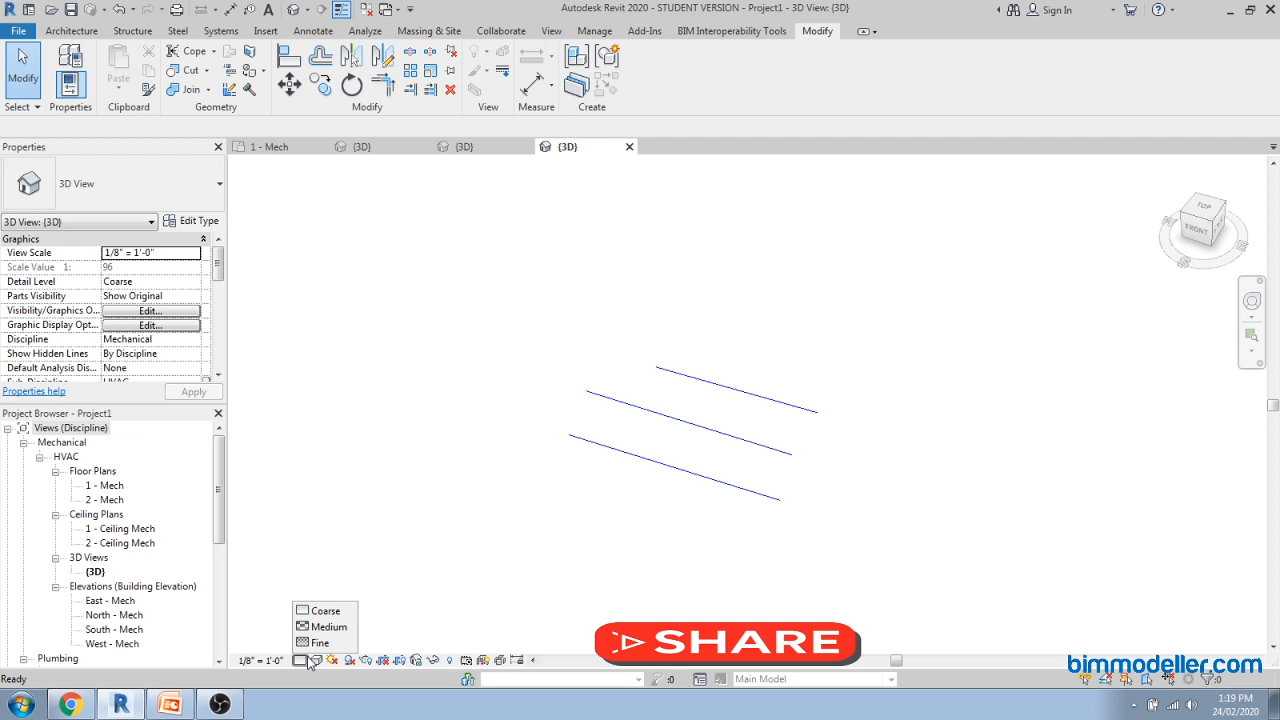 Autodesk Revit 2020 - STUDENT VERSION - Project1 - 3D View: {3D}
Sign In
File Architecture Structure Steel Systems Insert Annotate Analyze Massing & Site Collaborate View Manage Add-Ins BIM Interoperability Tools Modify
Modify
Paste
Cope
Cut
Join
Select Properties Clipboard Geometry Modify View Measure Create
Properties
1 - Mech
{3D}
{3D}
{3D}
3D View
3D View: {3D}
Edit Type
Graphics
View Scale 1/8" = 1'-0"
Scale Value 1: 96
Detail Level Coarse
Parts Visibility Show Original
Visibility/Graphics O... Edit...
Graphic Display Opt... Edit...
Discipline Mechanical
Show Hidden Lines By Discipline
Default Analysis Dis... None
Sub-Discipline HVAC
Properties help
Apply
Project Browser - Project1
Views (Discipline)
Mechanical
HVAC
Floor Plans
1 - Mech
2 - Mech
Ceiling Plans
1 - Ceiling Mech
2 - Ceiling Mech
3D Views
{3D}
Elevations (Building Elevation)
East - Mech
North - Mech
South - Mech
West - Mech
Plumbing
TOP
FRONT
Coarse
Medium
Fine
1/8" = 1'-0"
SHARE
bimmodeller.com
Ready
:0
Main Model
:0
1:19 PM
24/02/2020